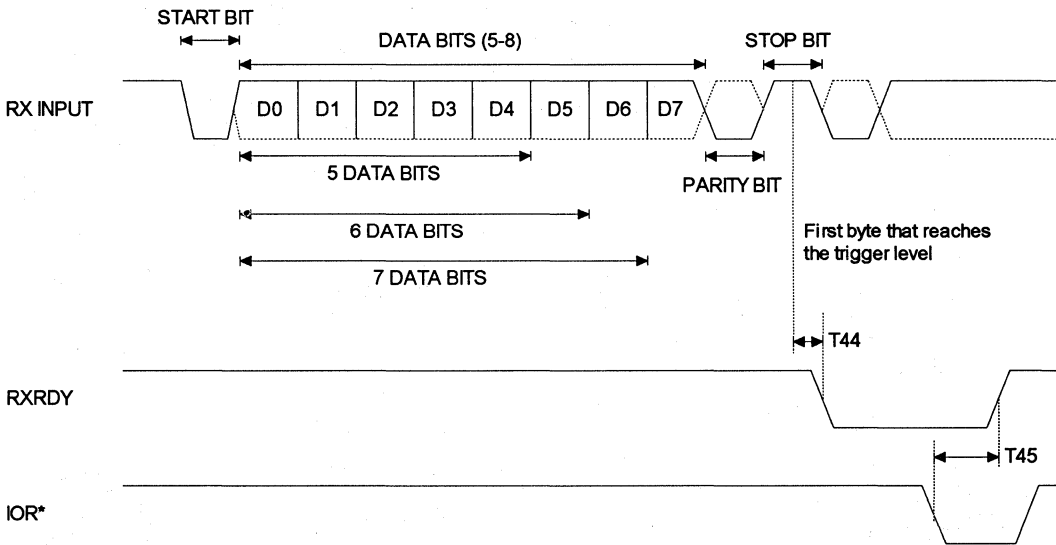 START BIT
DATA BITS (5-8)
STOP BIT
RX INPUT
D0 D1 D2 D3 D4 D5 D6 D7
5 DATA BITS
PARITY BIT
6 DATA BITS
First byte that reaches
the trigger level
7 DATA BITS
T44
RXRDY
T45
IOR*